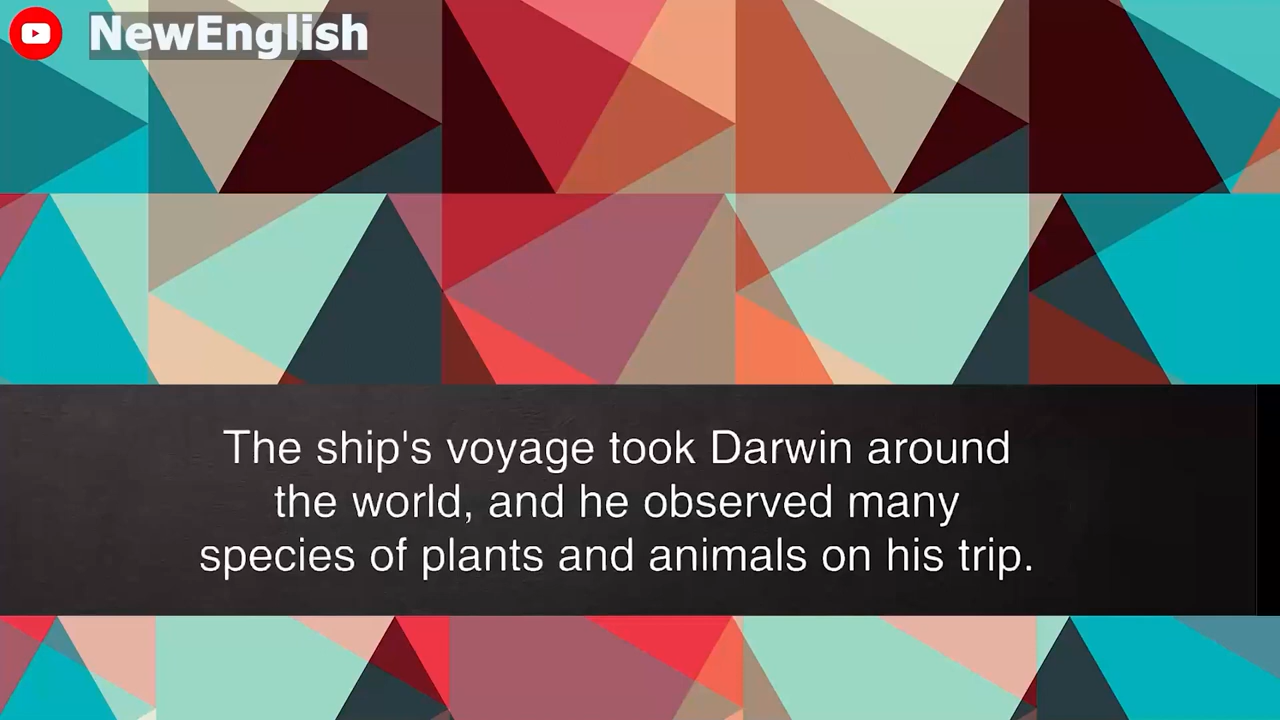 NewEnglish
The ship's voyage took Darwin around
the world, and he observed many
species of plants and animals on his trip.